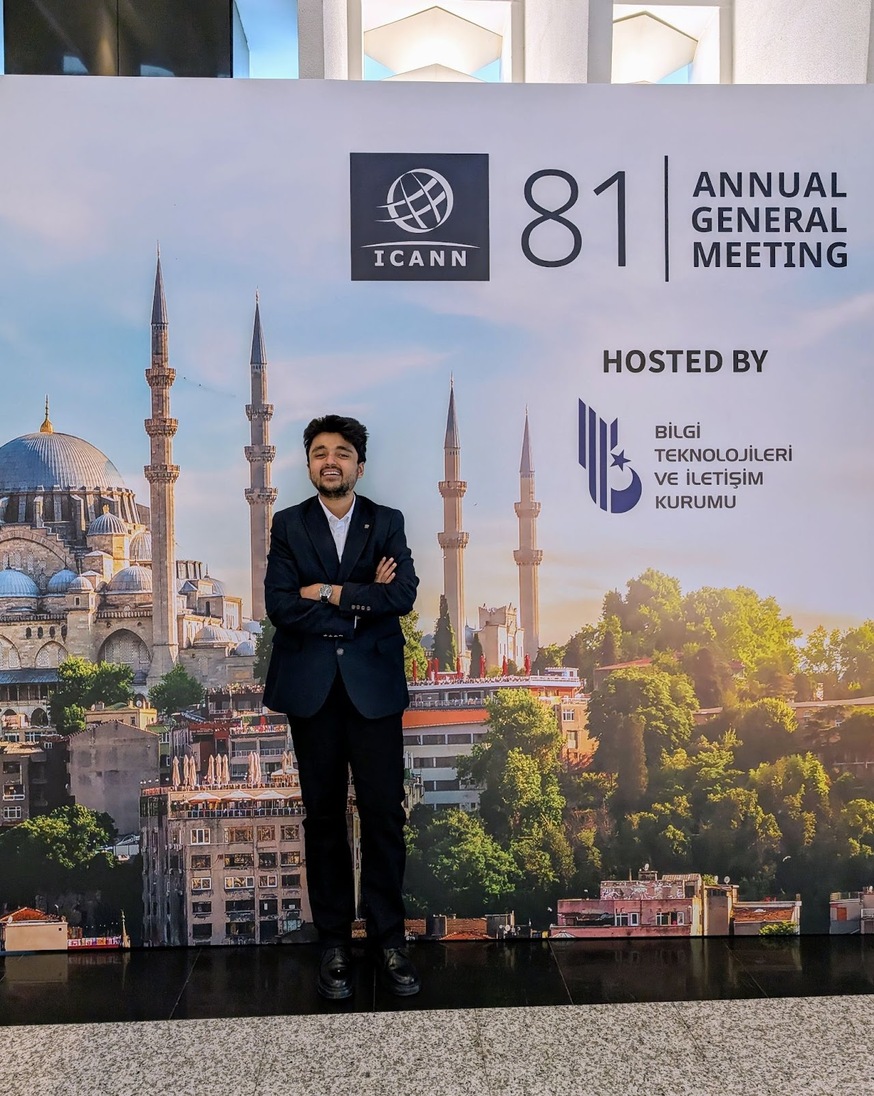 ICANN
81
ANNUAL
GENERAL
MEETING
HOSTED BY
BİLGİ
TEKNOLOJİLERİ
VE İLETİŞİM
KURUMU